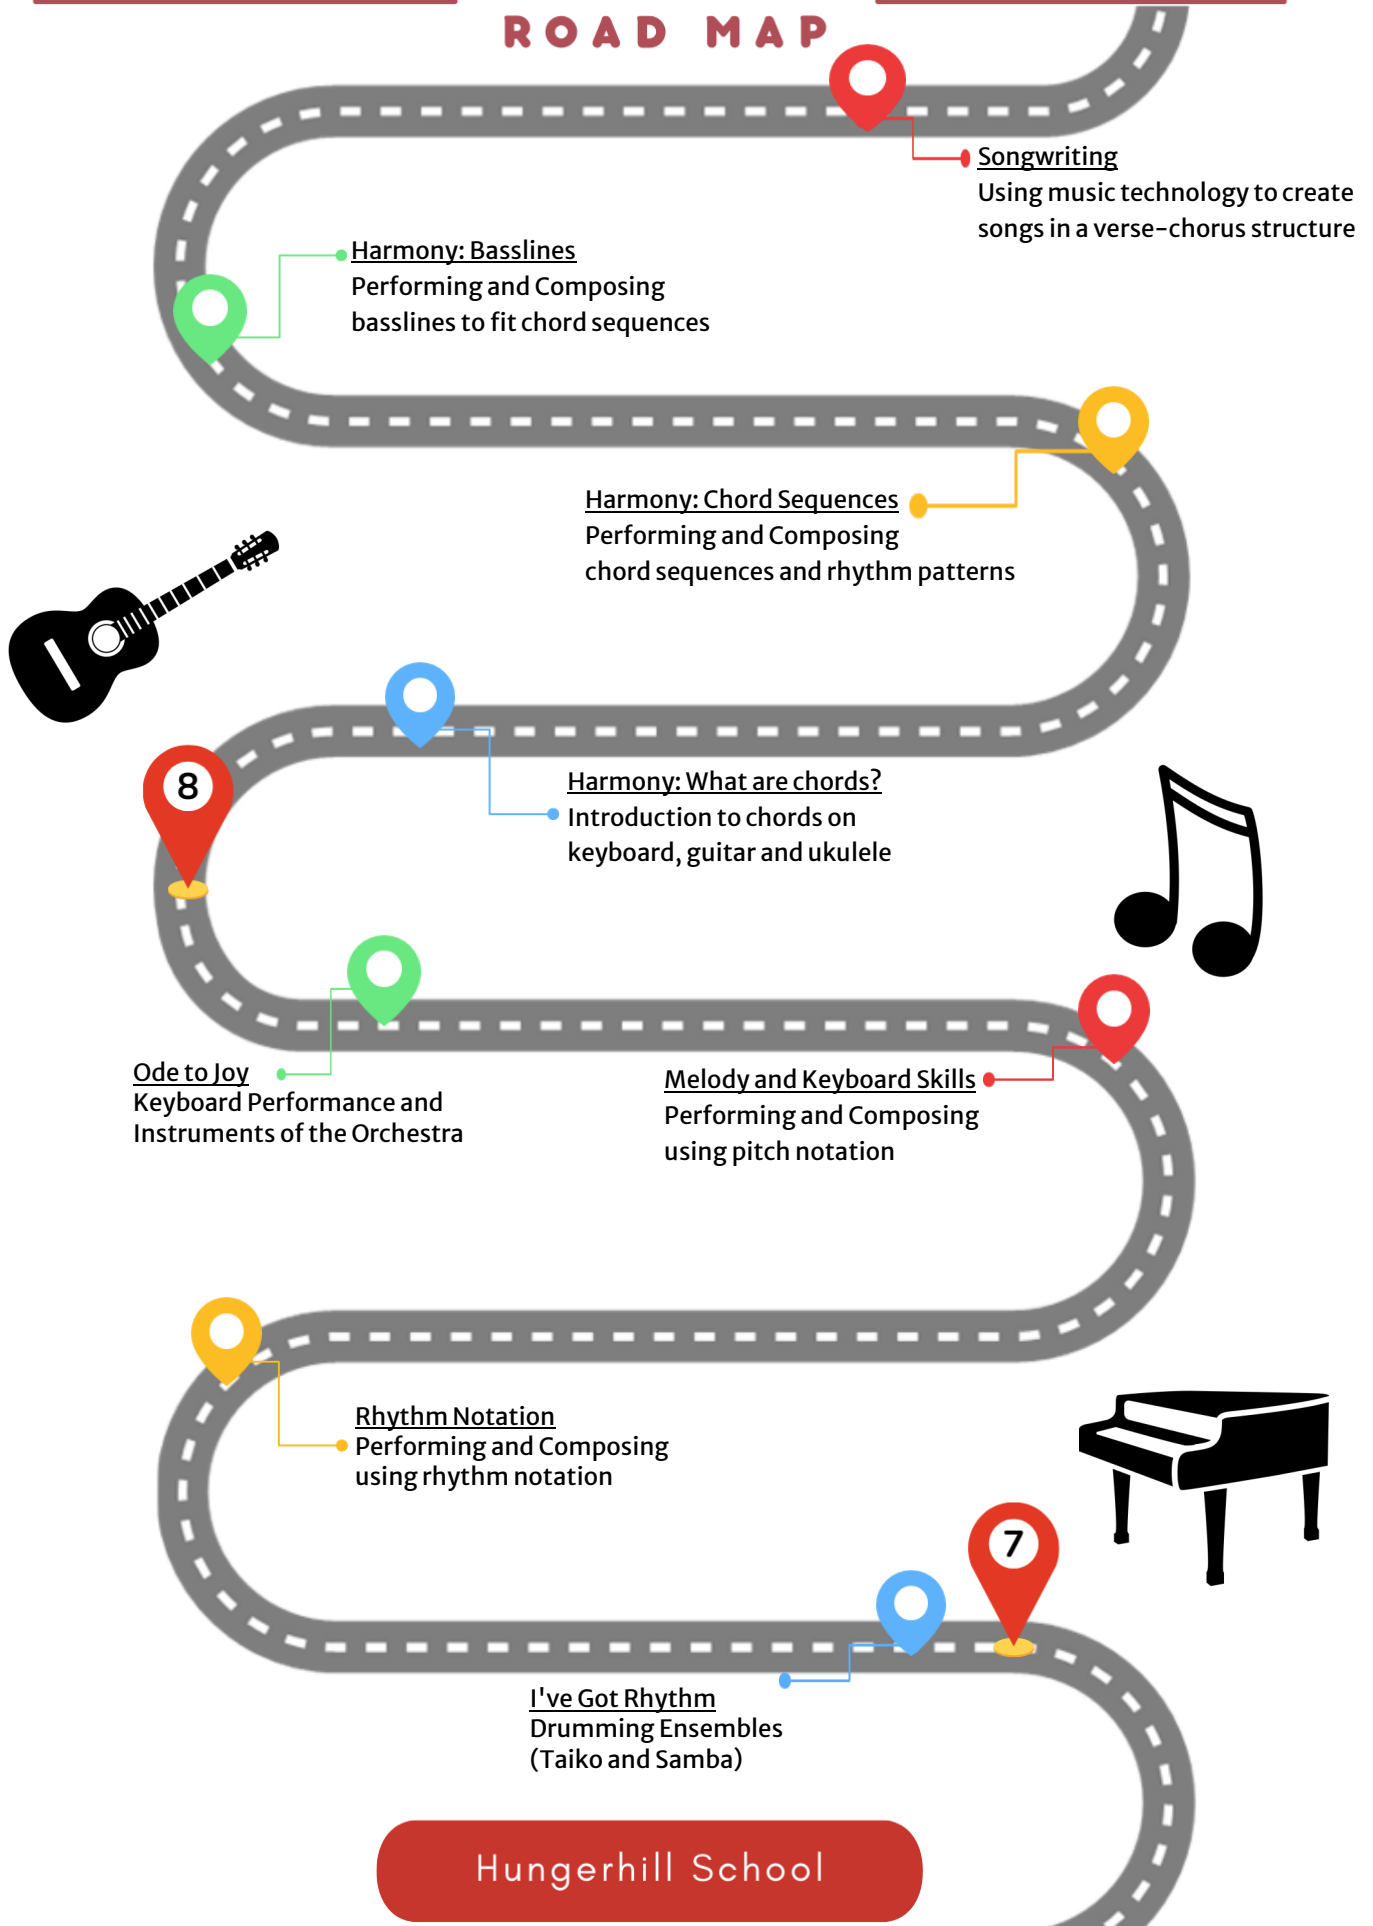 ROAD MAP
Songwriting
Using music technology to create
songs in a verse-chorus structure
Harmony: Basslines
Performing and Composing
basslines to fit chord sequences
Harmony: Chord Sequences
Performing and Composing
chord sequences and rhythm patterns
8
Harmony: What are chords?
Introduction to chords on
keyboard, guitar and ukulele
Ode to Joy
Keyboard Performance and
Instruments of the Orchestra
Melody and Keyboard Skills
Performing and Composing
using pitch notation
Rhythm Notation
Performing and Composing
using rhythm notation
7
I've Got Rhythm
Drumming Ensembles
(Taiko and Samba)
Hungerhill School